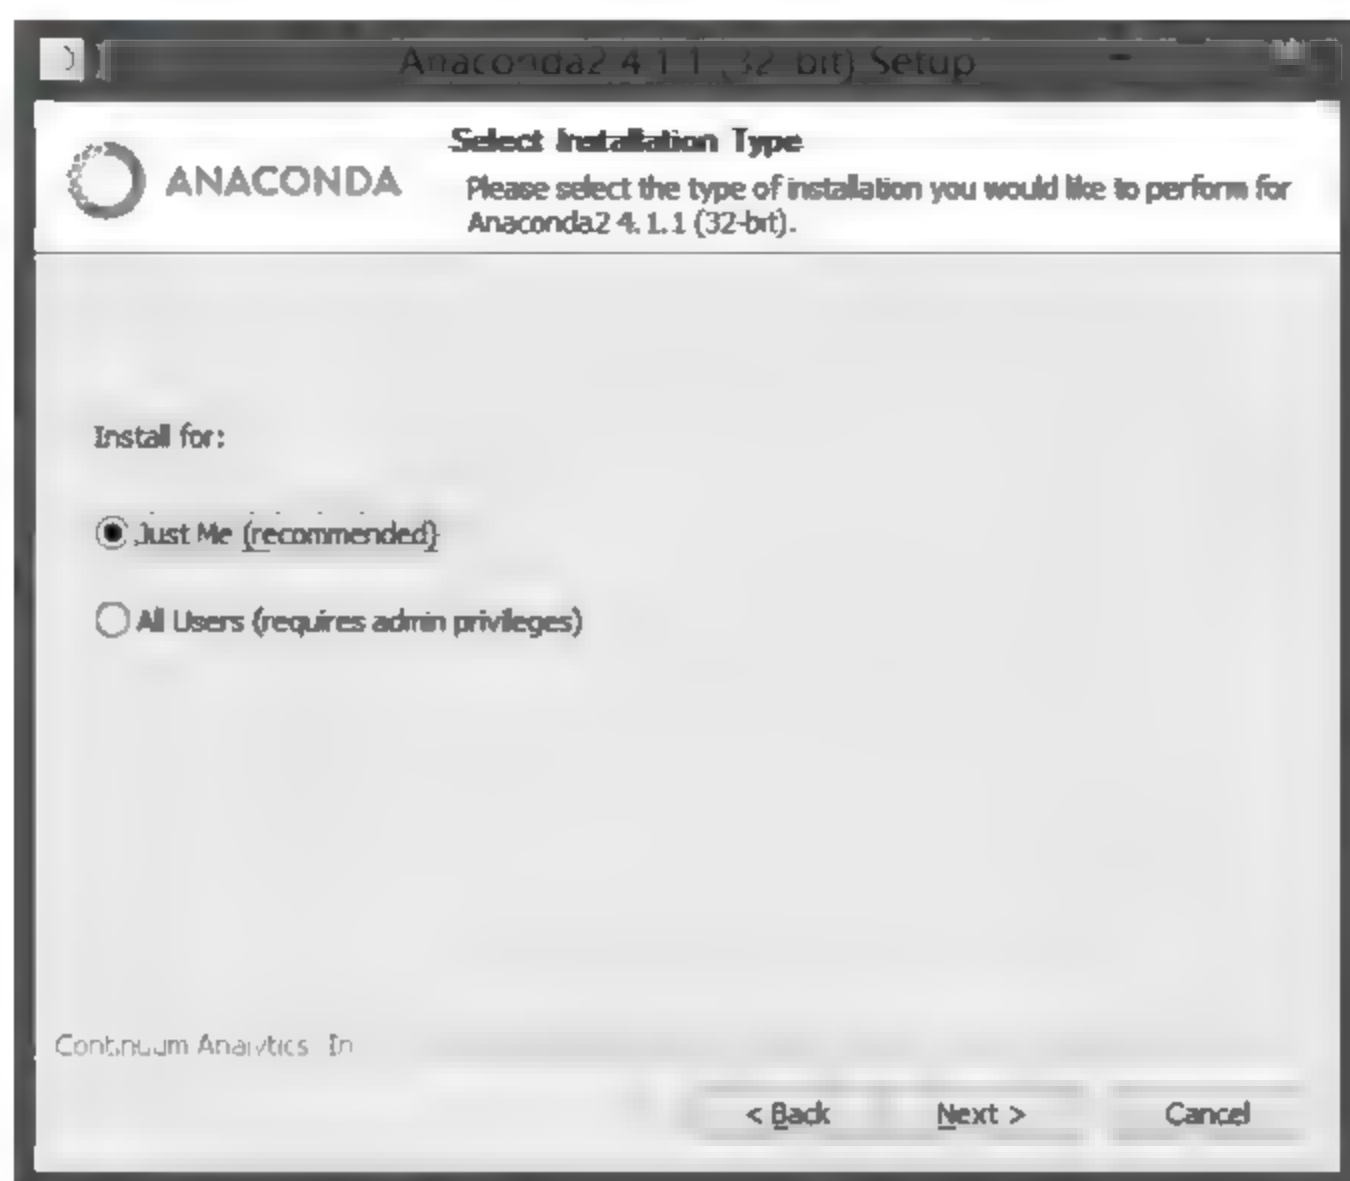 Anaconda2 4.1.1 (32-bit) Setup
ANACONDA
Select Installation Type
Please select the type of installation you would like to perform for
Anaconda2 4.1.1 (32-bit).
Install for:
Just Me (recommended)
All Users (requires admin privileges)
Continuum Analytics In
< Back
Next >
Cancel